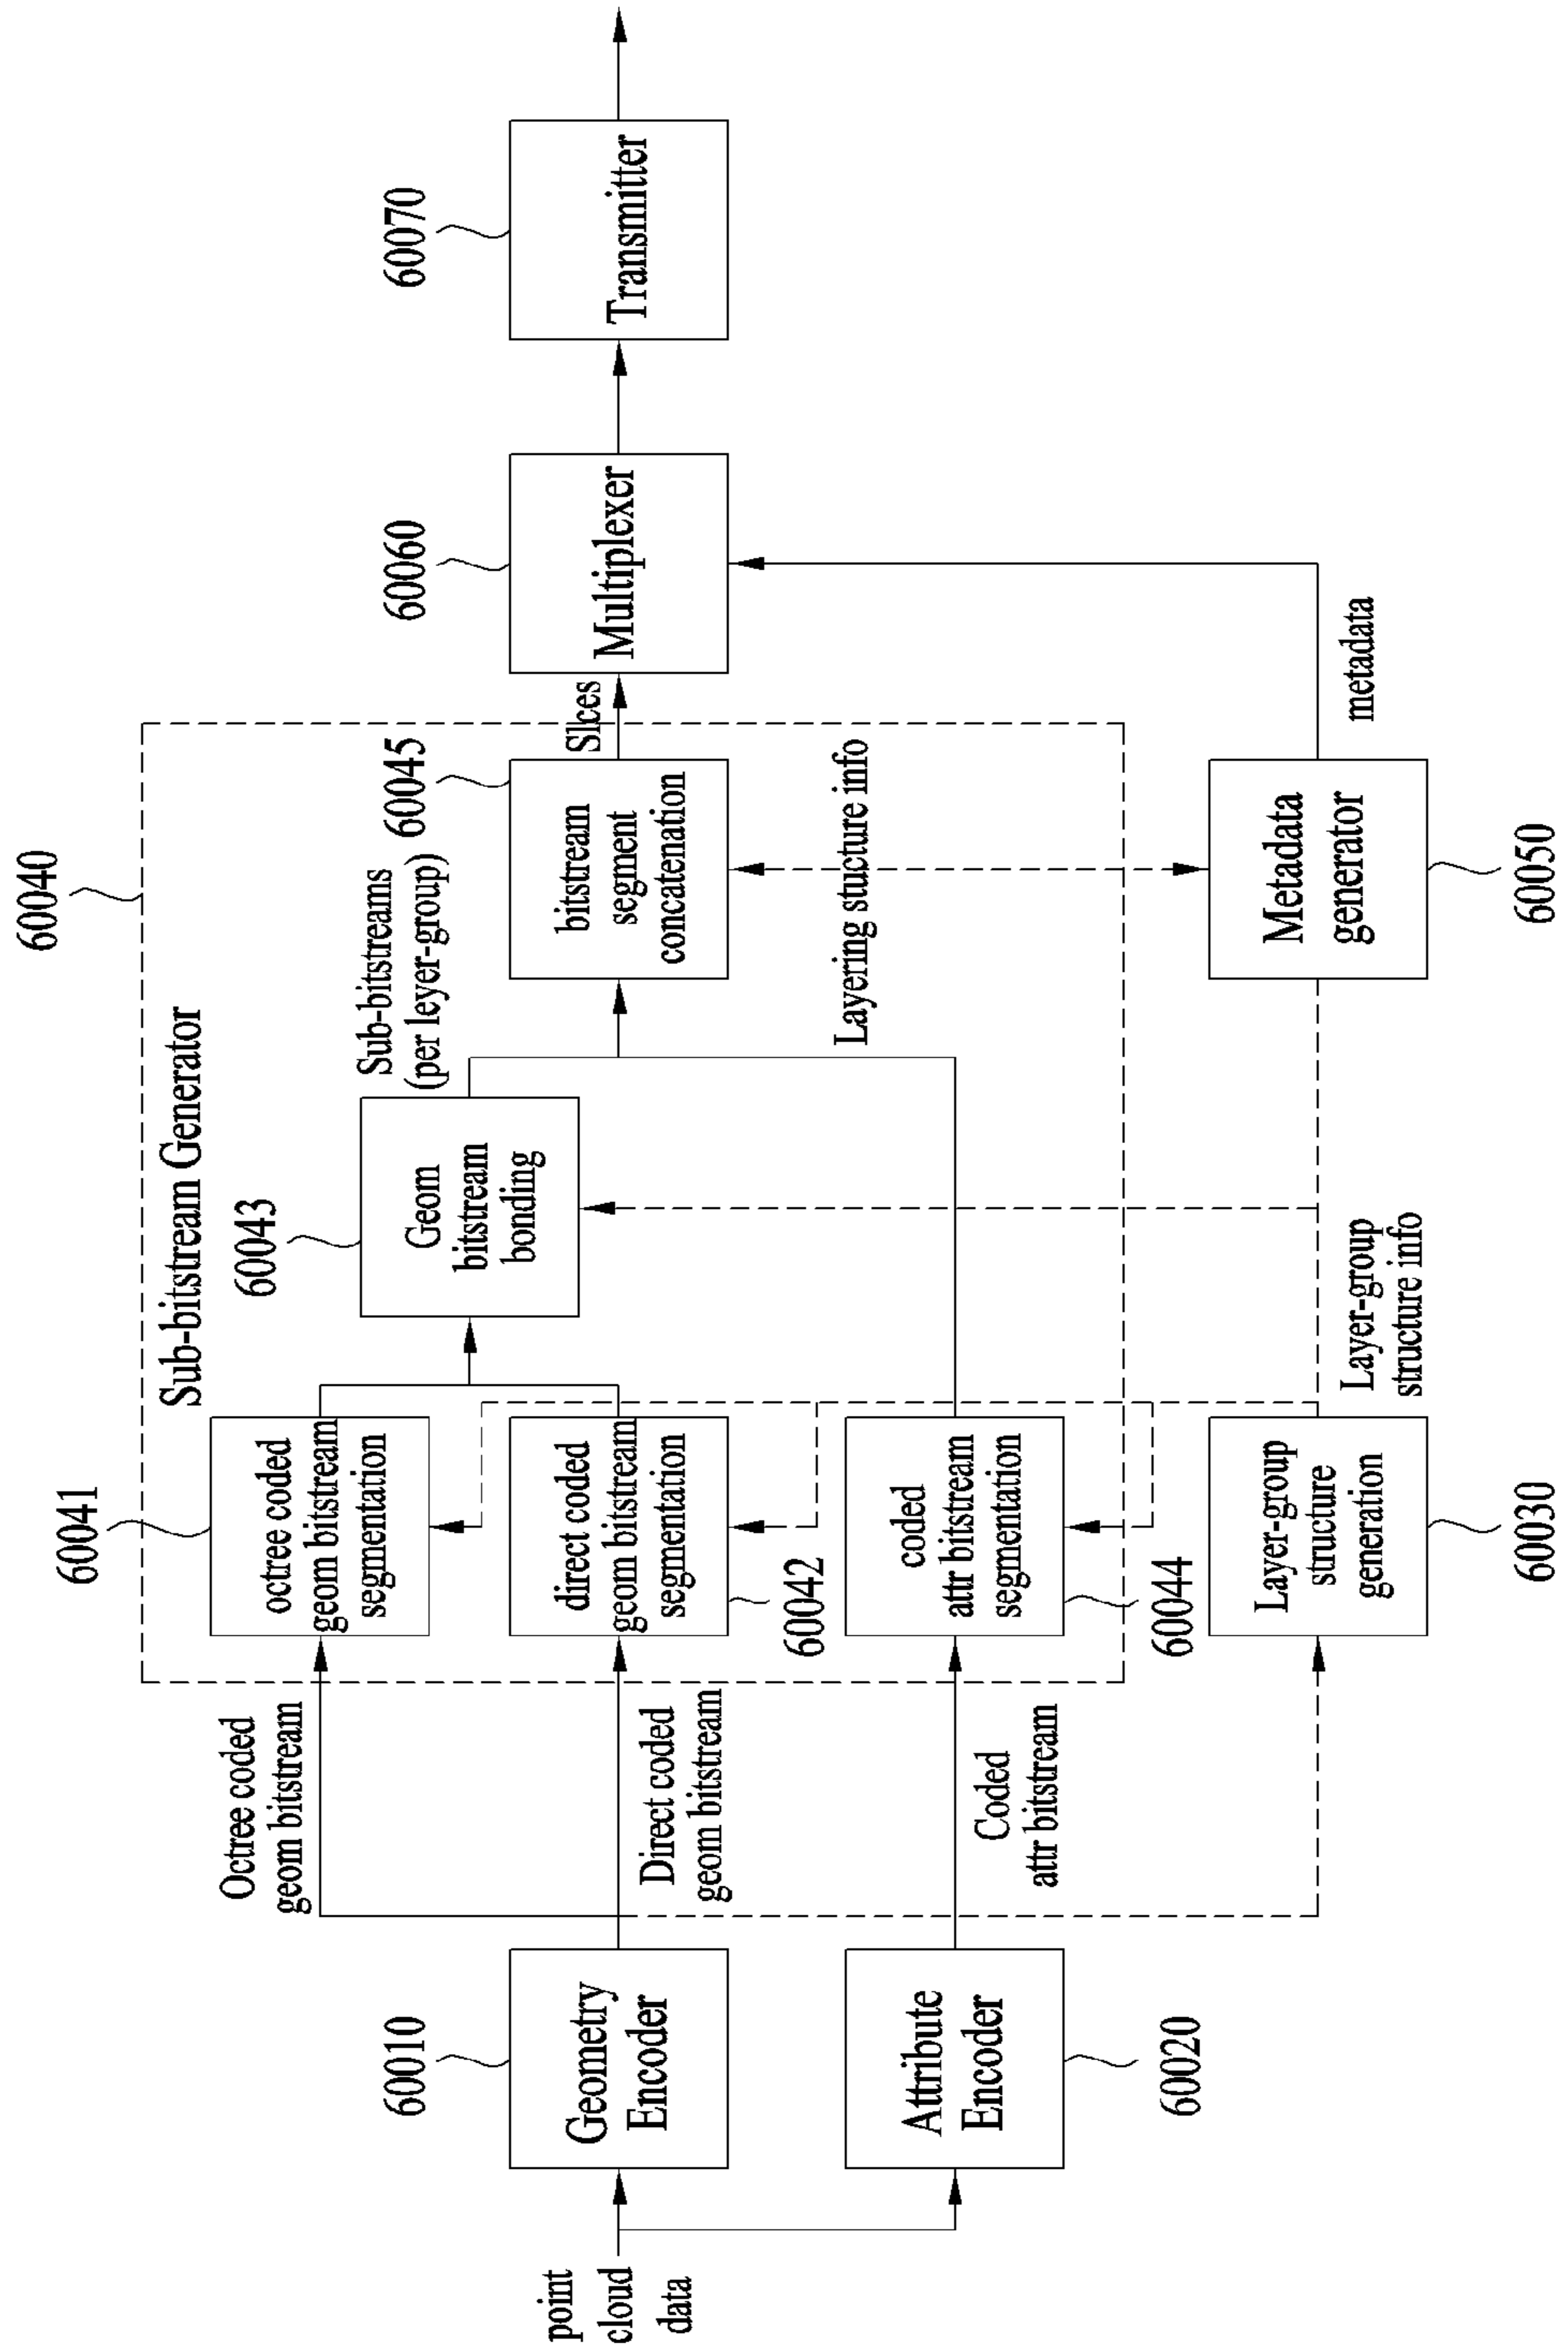 60040
Sub-bitstream Generator
60041
octree coded
geom bitstream
segmentation
Octree coded
geom bitstream
60043
Geom
bitstream
bonding
Sub-bitstreams
(per leyer-group)
60045
bitstream
segment
concatenation
Slces
60060
Multiplexer
60070
Transmitter
60010
Geometry
Encoder
point
cloud
data
Direct coded
geom bitstream
direct coded
geom bitstream
segmentation
60042
Layering stucture info
Attribute
Encoder
60020
Coded
attr bitstream
coded
attr bitstream
segmentation
60044
Layer-group
structure
generation
60030
Layer-group
structure info
Metadata
generator
60050
metadata